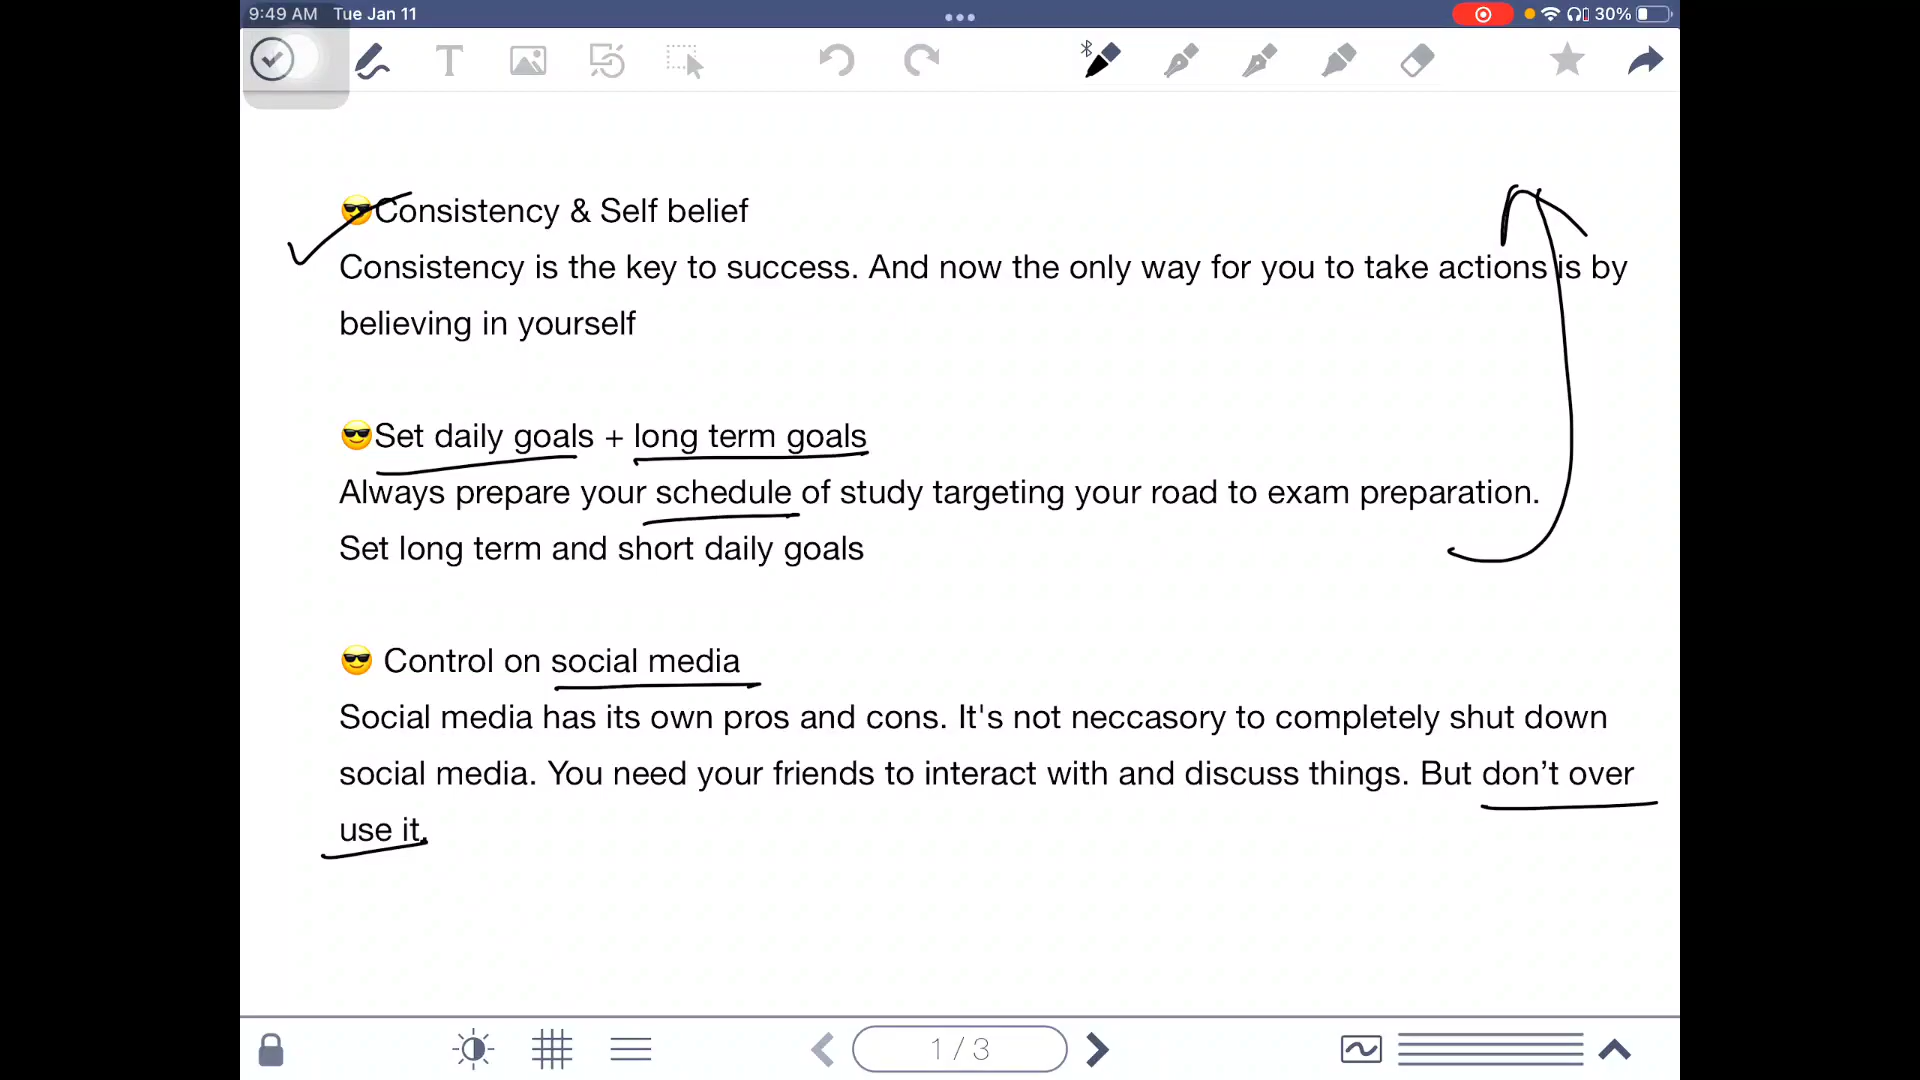 9:49 AM Tue Jan 11
30%
T
😎Consistency & Self belief
Consistency is the key to success. And now the only way for you to take actions is by
believing in yourself
😎Set daily goals + long term goals
Always prepare your schedule of study targeting your road to exam preparation.
Set long term and short daily goals
😎 Control on social media
Social media has its own pros and cons. It's not neccasory to completely shut down
social media. You need your friends to interact with and discuss things. But don’t over
use it.
1 / 3